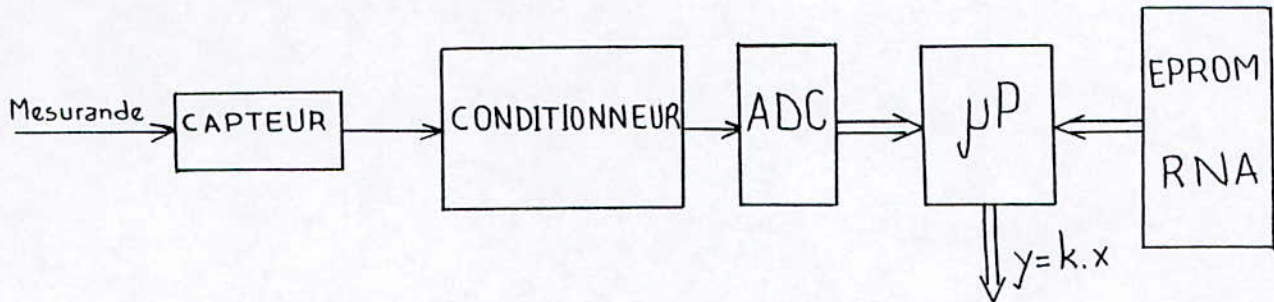 Mesurande
CAPTEUR
CONDITIONNEUR
ADC
µP
EPROM
RNA
y=k.x